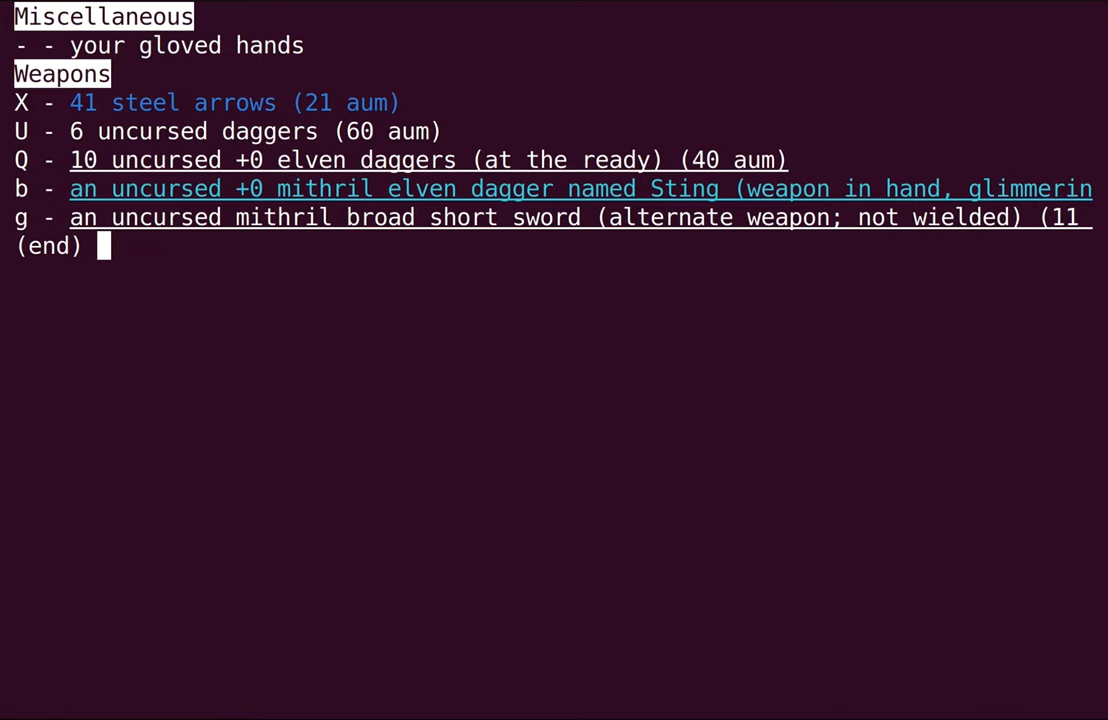 Miscellaneous
- - your gloved hands
Weapons
X - 41 steel arrows (21 aum)
U - 6 uncursed daggers (60 aum)
Q - 10 uncursed +0 elven daggers (at the ready) (40 aum)
b - an uncursed +0 mithril elven dagger named Sting (weapon in hand, glimmerin
g - an uncursed mithril broad short sword (alternate weapon; not wielded) (11
(end)